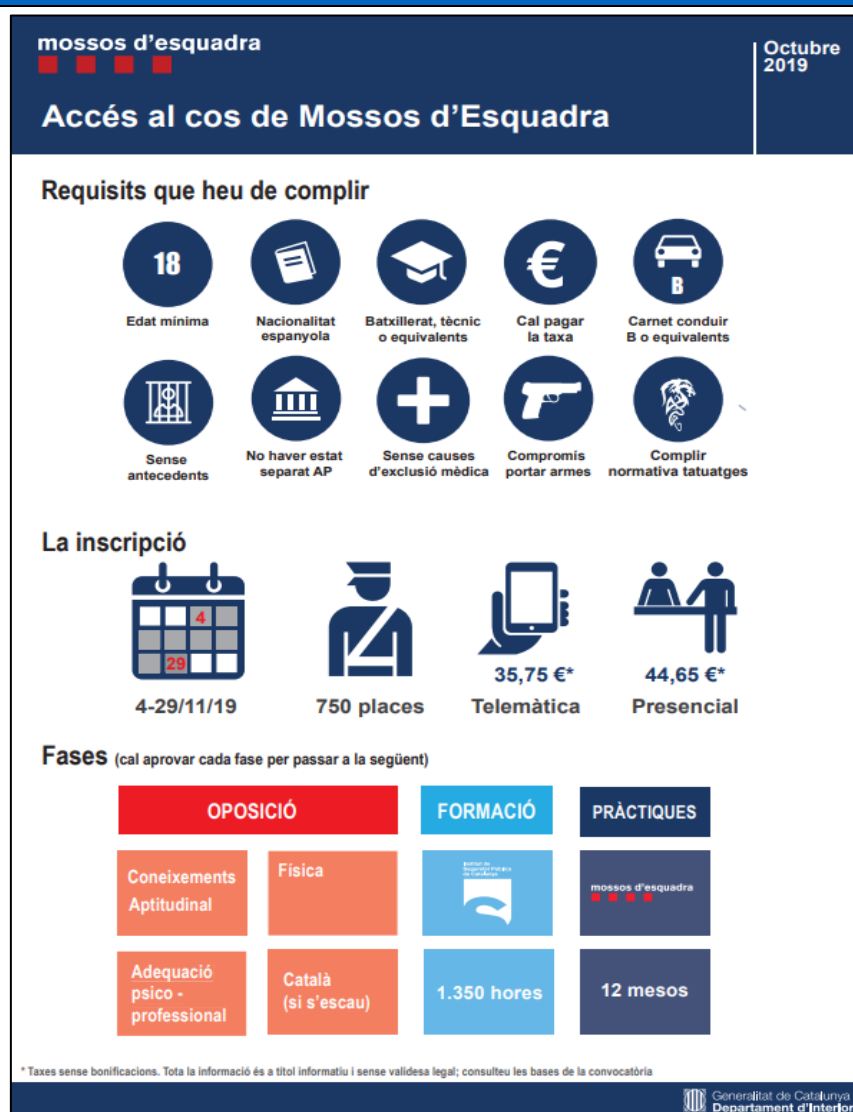 mossos d'esquadra
Octubre
2019
Accés al cos de Mossos d'Esquadra
Requisits que heu de complir
18
Edat mínima
Nacionalitat
espanyola
Batxillerat, tècnic
o equivalents
€
Cal pagar
la taxa
B
Carnet conduir
B o equivalents
Sense
antecedents
No haver estat
separat AP
Sense causes
d'exclusió mèdica
Compromís
portar armes
Complir
normativa tatuatges
La inscripció
4
29
4-29/11/19
750 places
35,75 €*
Telemàtica
44,65 €*
Presencial
Fases (cal aprovar cada fase per passar a la següent)
OPOSICIÓ
FORMACIÓ
PRÀCTIQUES
Coneixements
Aptitudinal
Física
Institut de
Seguretat Pública
de Catalunya
mossos d'esquadra
Adequació
psico -
professional
Català
(si s'escau)
1.350 hores
12 mesos
* Taxes sense bonificacions. Tota la informació és a títol informatiu i sense validesa legal; consulteu les bases de la convocatòria
Generalitat de Catalunya
Departament d'Interior